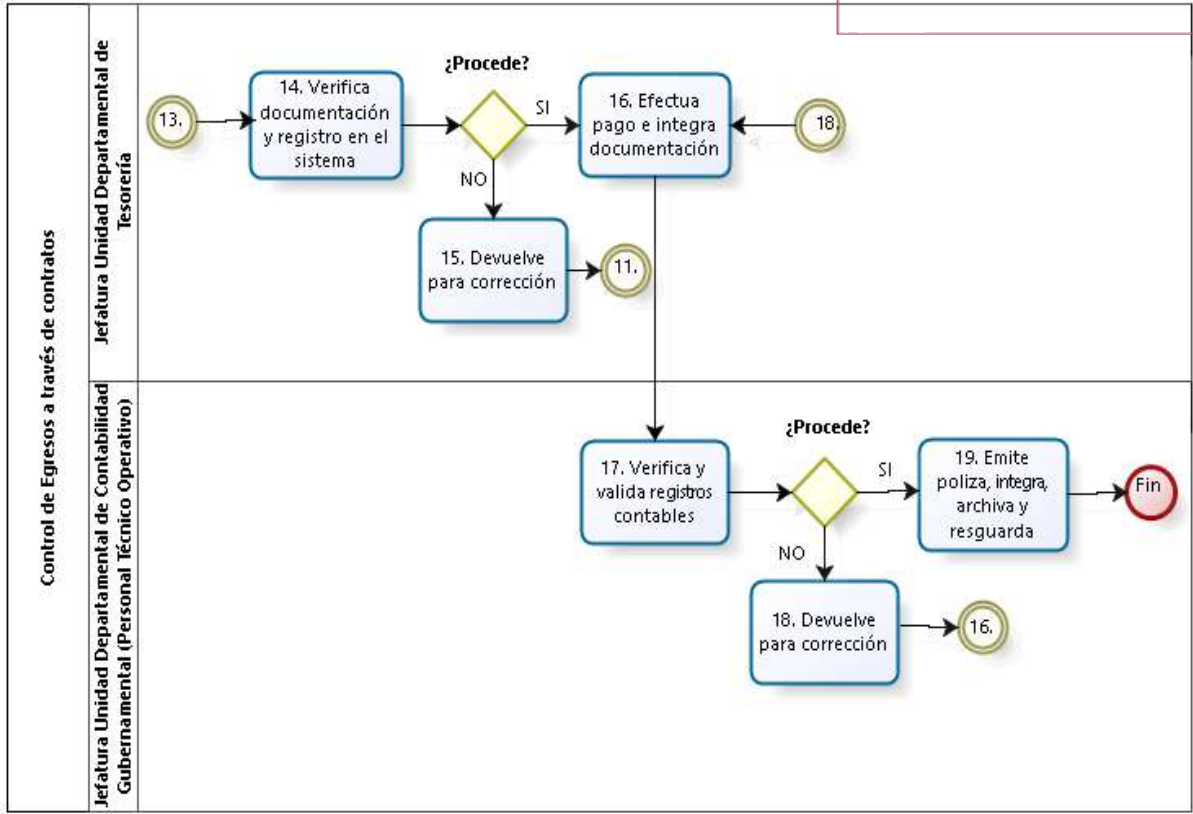 Control de Egresos a través de contratos
Jefatura Unidad Departamental de
Tesorería
13.
14. Verifica
documentación
y registro en el
sistema
¿Procede?
SI
NO
16. Efectua
pago e integra
documentación
18.
15. Devuelve
para corrección
11.
Jefatura Unidad Departamental de Contabilidad
Gubernamental (Personal Técnico Operativo)
17. Verifica y
valida registros
contables
¿Procede?
SI
NO
19. Emite
poliza, integra,
archiva y
resguarda
Fin
18. Devuelve
para corrección
16.